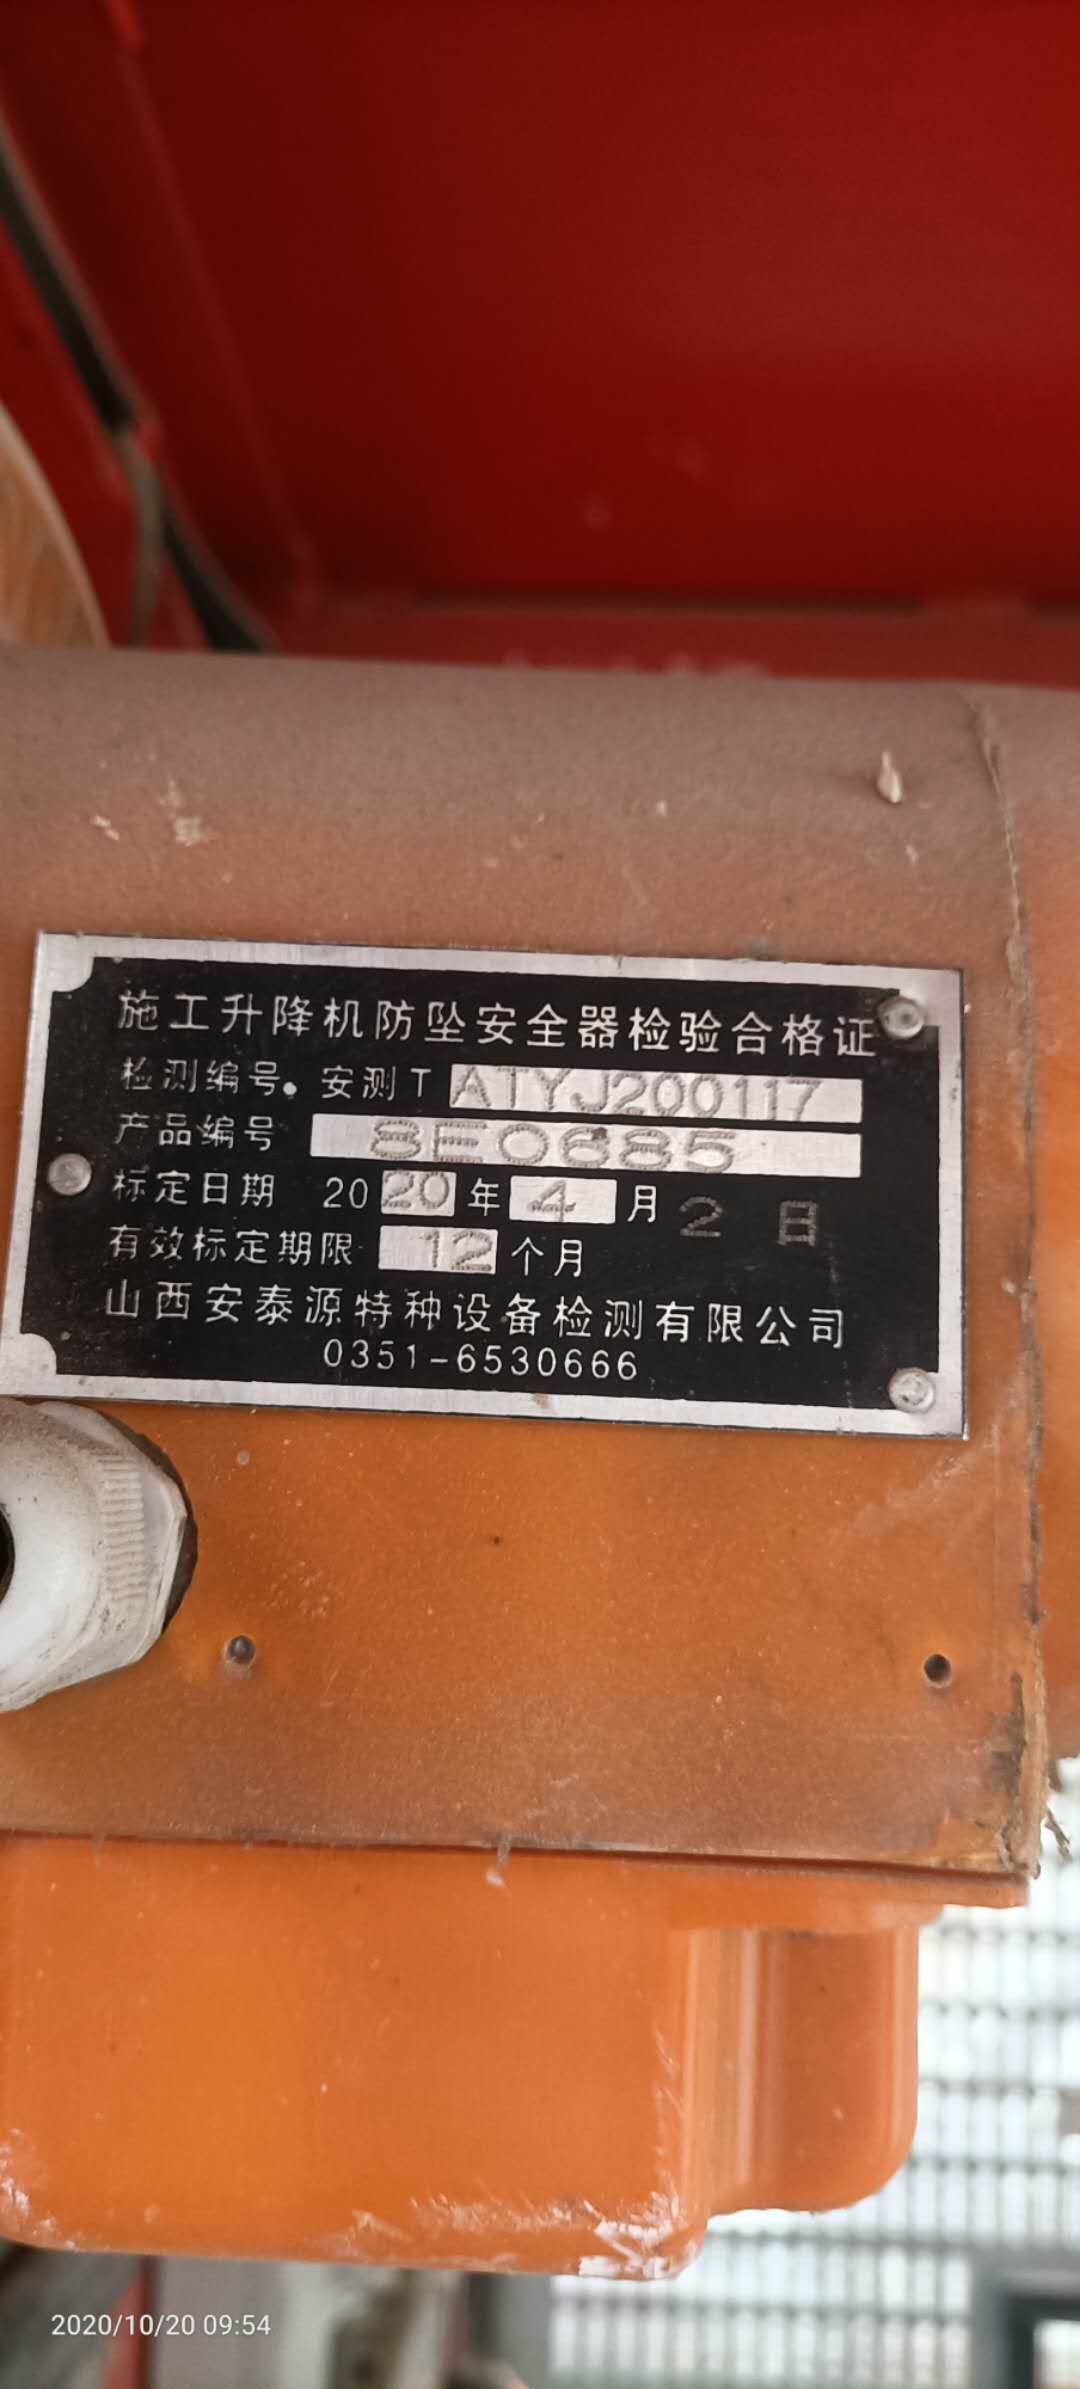 施工升降机防坠安全器检验合格证
检测编号. 安测T ATYJ200117
产品编号 8E0685
标定日期 2020年4月2日
有效标定期限 12个月
山西安泰源特种设备检测有限公司
0351-6530666
2020/10/20 09:54